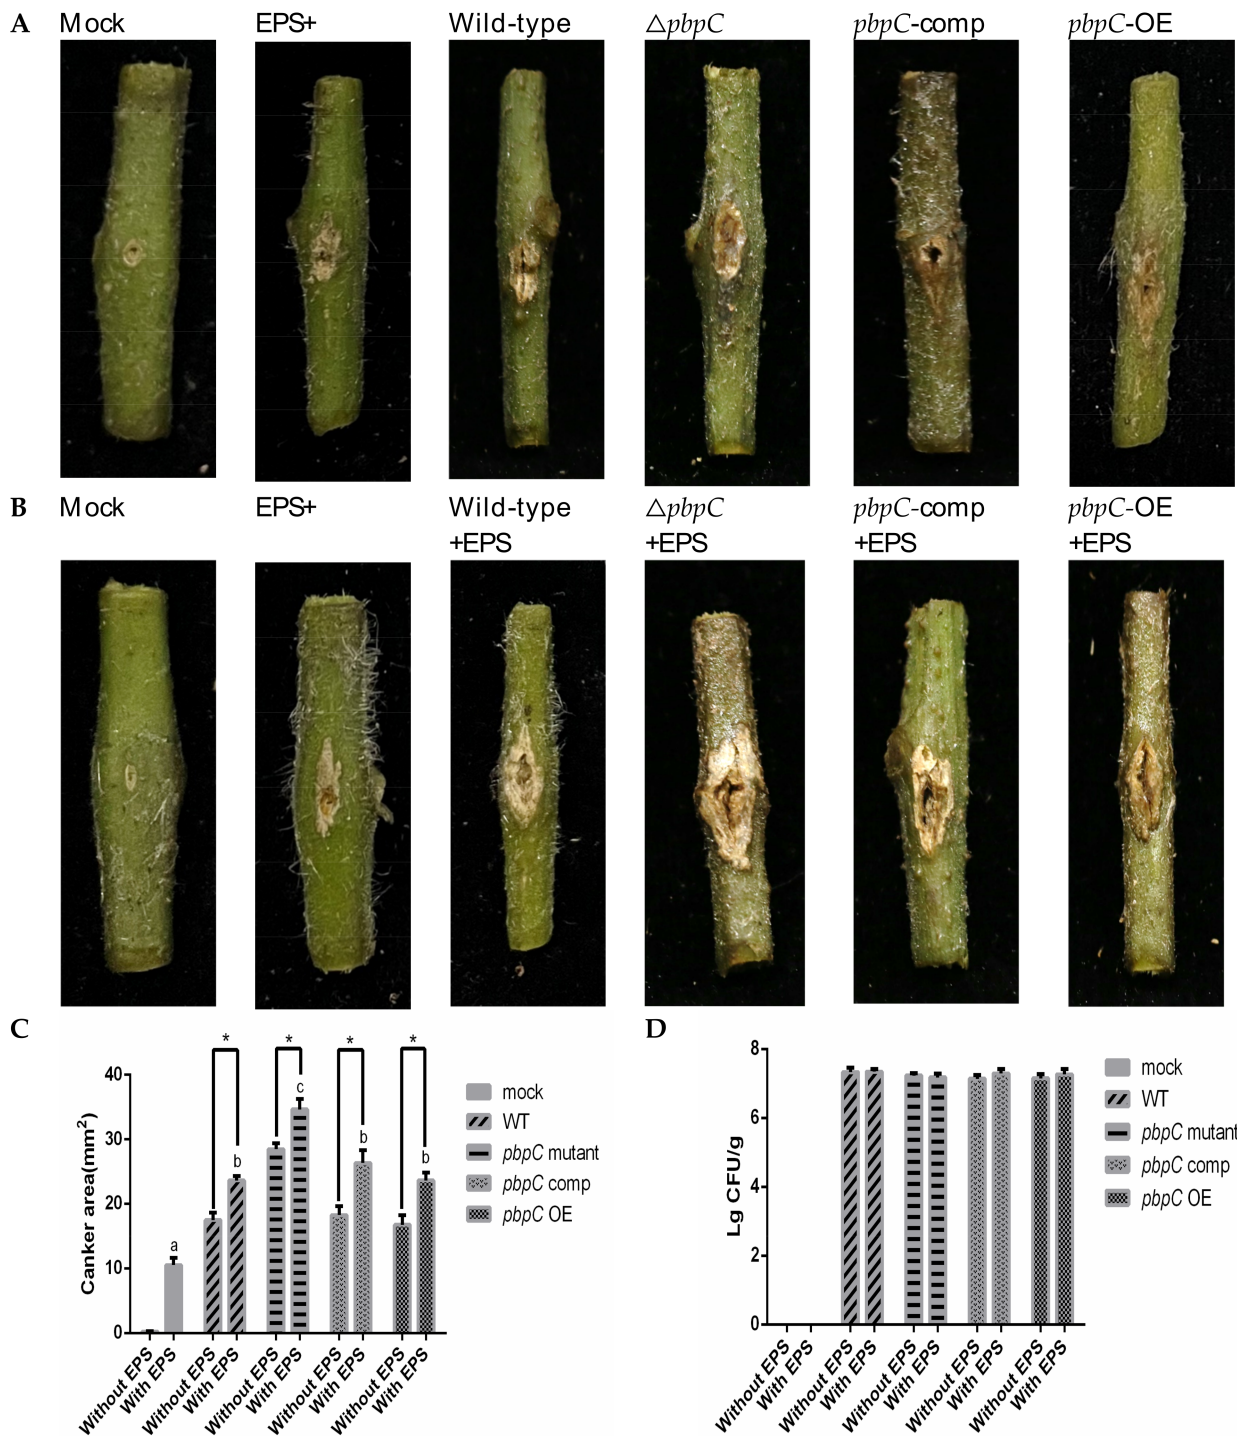 A Mock EPS+ Wild-type △pbpC pbpC-comp pbpC-OE
B Mock EPS+ Wild-type △pbpC pbpC-comp pbpC-OE
+EPS +EPS +EPS +EPS
C
* * * *
40
30
20
10
0
Canker area(mm²)
a b c b b
mock
WT
pbpC mutant
pbpC comp
pbpC OE
Without EPS
With EPS
Without EPS
With EPS
Without EPS
With EPS
Without EPS
With EPS
Without EPS
With EPS
D
8
6
4
2
0
Lg CFU/g
mock
WT
pbpC mutant
pbpC comp
pbpC OE
Without EPS
With EPS
Without EPS
With EPS
Without EPS
With EPS
Without EPS
With EPS
Without EPS
With EPS